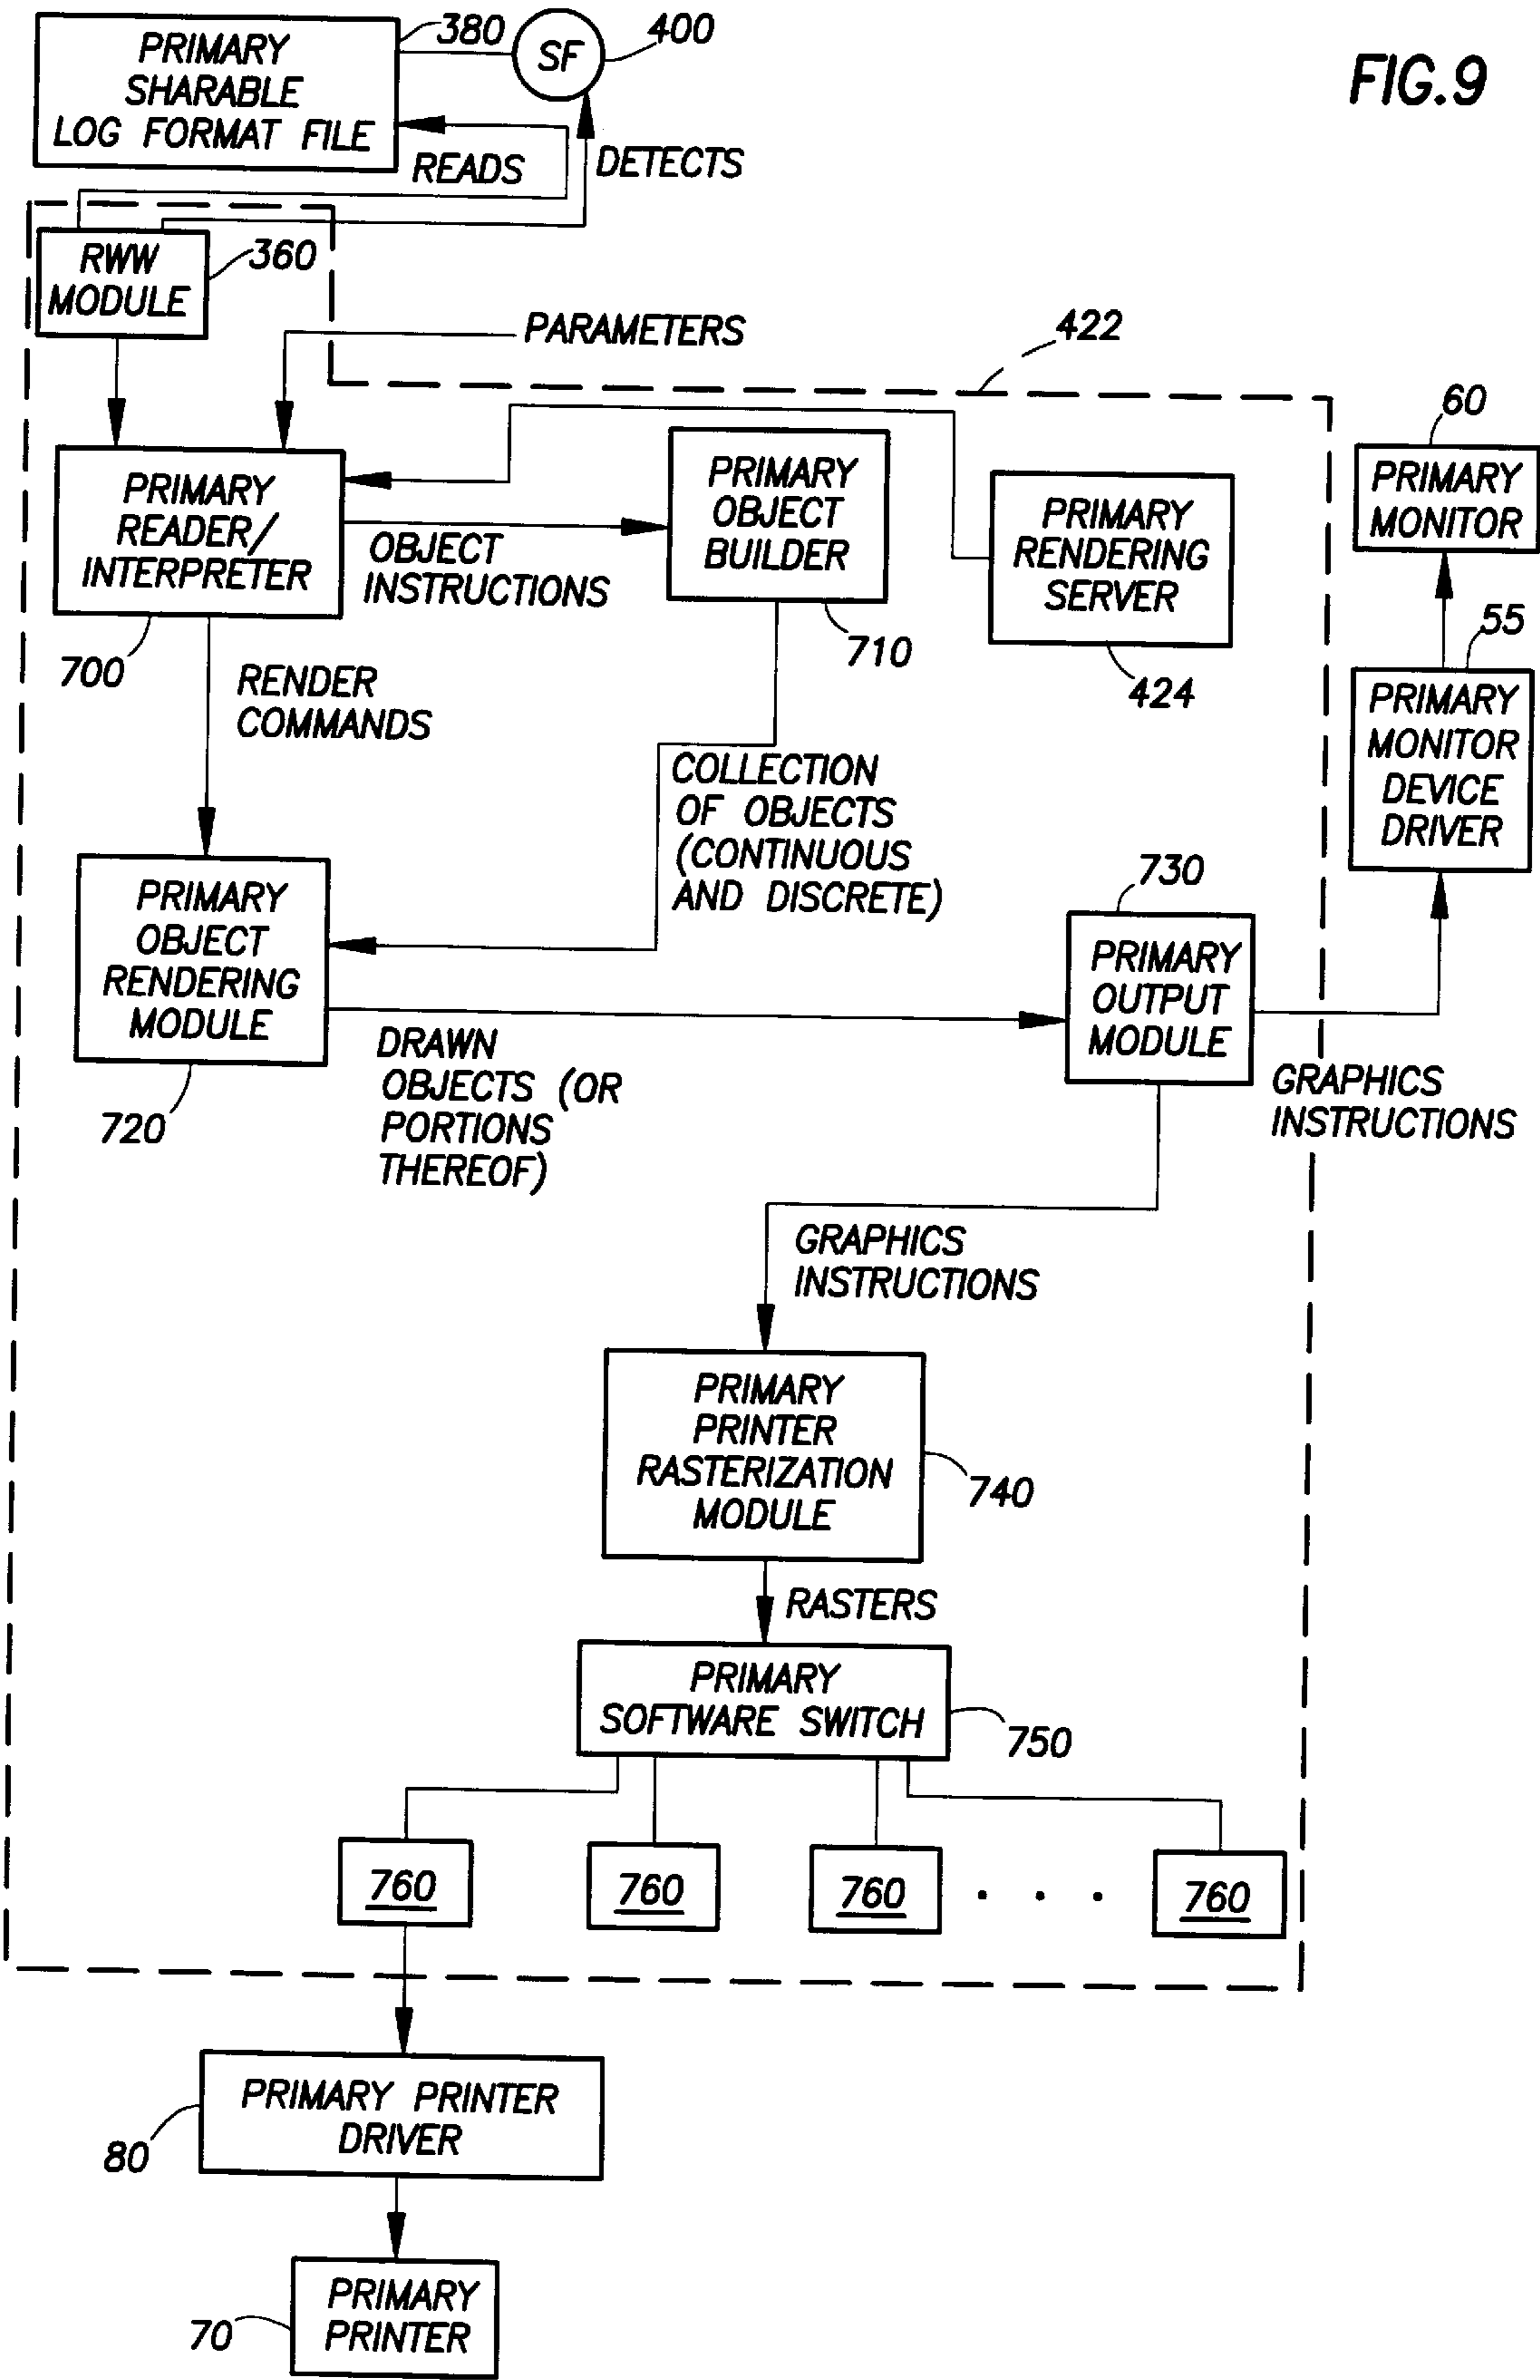 FIG.9
PRIMARY
SHARABLE
LOG FORMAT FILE
380
SF
400
READS
DETECTS
RWW
MODULE
360
PARAMETERS
422
PRIMARY
READER/
INTERPRETER
700
OBJECT
INSTRUCTIONS
PRIMARY
OBJECT
BUILDER
710
PRIMARY
RENDERING
SERVER
424
60
PRIMARY
MONITOR
55
PRIMARY
MONITOR
DEVICE
DRIVER
RENDER
COMMANDS
COLLECTION
OF OBJECTS
(CONTINUOUS
AND DISCRETE)
PRIMARY
OBJECT
RENDERING
MODULE
720
DRAWN
OBJECTS (OR
PORTIONS
THEREOF)
730
PRIMARY
OUTPUT
MODULE
GRAPHICS
INSTRUCTIONS
GRAPHICS
INSTRUCTIONS
PRIMARY
PRINTER
RASTERIZATION
MODULE
740
RASTERS
PRIMARY
SOFTWARE SWITCH
750
760
760
760
. . .
760
PRIMARY PRINTER
DRIVER
80
PRIMARY
PRINTER
70